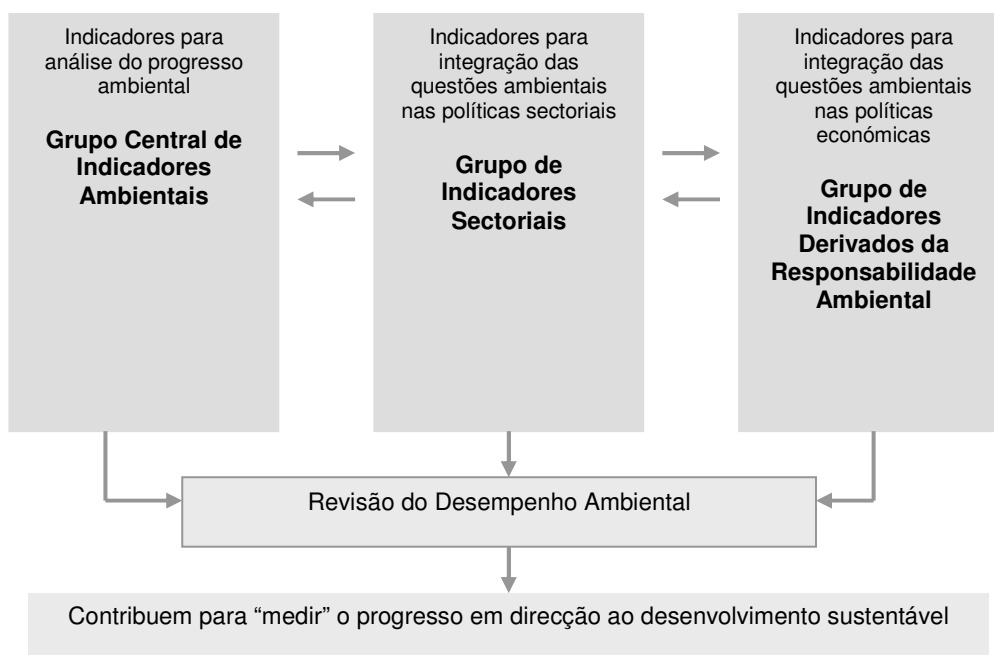 Indicadores para
análise do progresso
ambiental
Grupo Central de
Indicadores
Ambientais
Indicadores para
integração das
questões ambientais
nas políticas sectoriais
Grupo de
Indicadores
Sectoriais
Indicadores para
integração das
questões ambientais
nas políticas
económicas
Grupo de
Indicadores
Derivados da
Responsabilidade
Ambiental
Revisão do Desempenho Ambiental
Contribuem para “medir” o progresso em direcção ao desenvolvimento sustentável